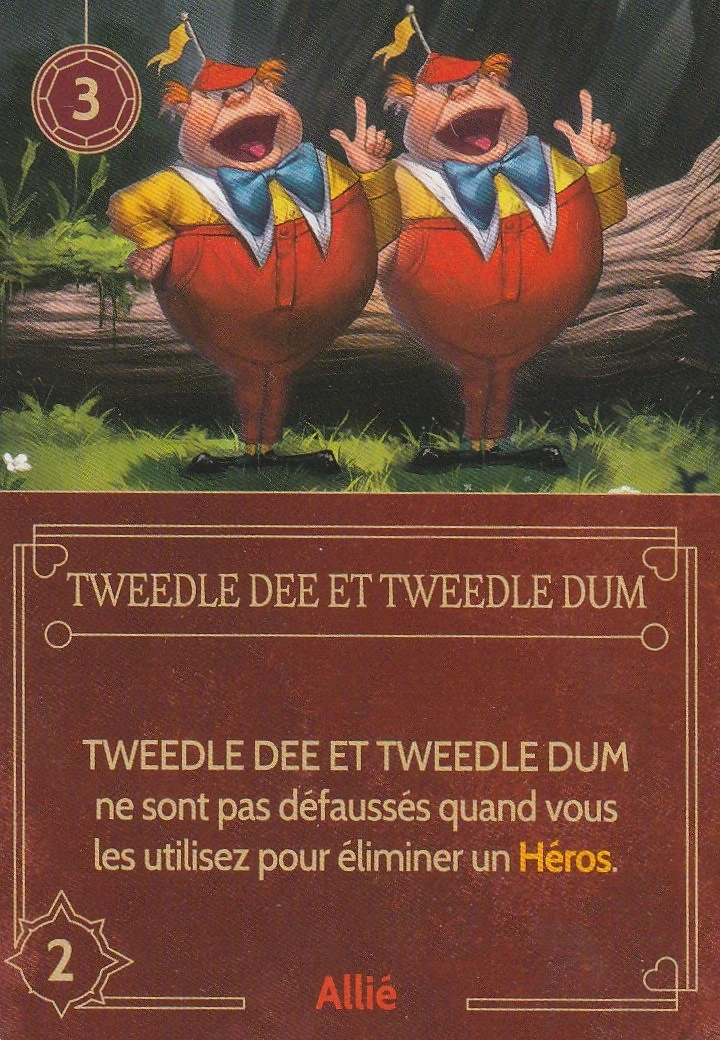 3
TWEEDLE DEE ET TWEEDLE DUM
TWEEDLE DEE ET TWEEDLE DUM
ne sont pas défaussés quand vous
les utilisez pour éliminer un Héros.
2
Allié